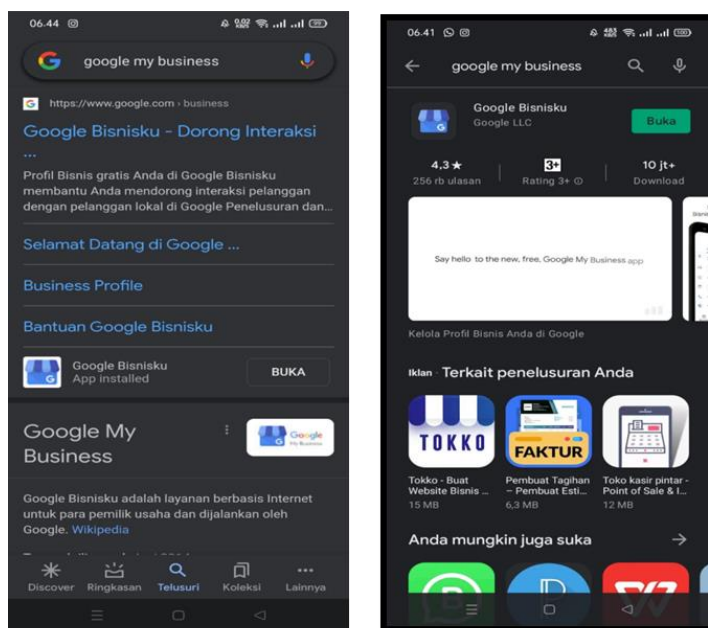 06.44
google my business
https://www.google.com › business
Google Bisnisku - Dorong Interaksi
...
Profil Bisnis gratis Anda di Google Bisnisku
membantu Anda mendorong interaksi pelanggan
dengan pelanggan lokal di Google Penelusuran dan...
Selamat Datang di Google ...
Business Profile
Bantuan Google Bisnisku
Google Bisnisku
App installed
BUKA
Google My
Business
Google
My Business
Google Bisnisku adalah layanan berbasis Internet
untuk para pemilik usaha dan dijalankan oleh
Google. Wikipedia
Discover Ringkasan Telusuri Koleksi Lainnya
06.41
google my business
Google Bisnisku
Google LLC
Buka
4,3★ 3+ 10 jt+
256 rb ulasan Rating 3+ Download
Say hello to the new, free, Google My Business app
Kelola Profil Bisnis Anda di Google
Iklan · Terkait penelusuran Anda
TOKKO
FAKTUR
Tokko - Buat
Website Bisnis ...
15 MB
Pembuat Tagihan
– Pembuat Esti...
6,3 MB
Toko kasir pintar -
Point of Sale & I...
12 MB
Anda mungkin juga suka